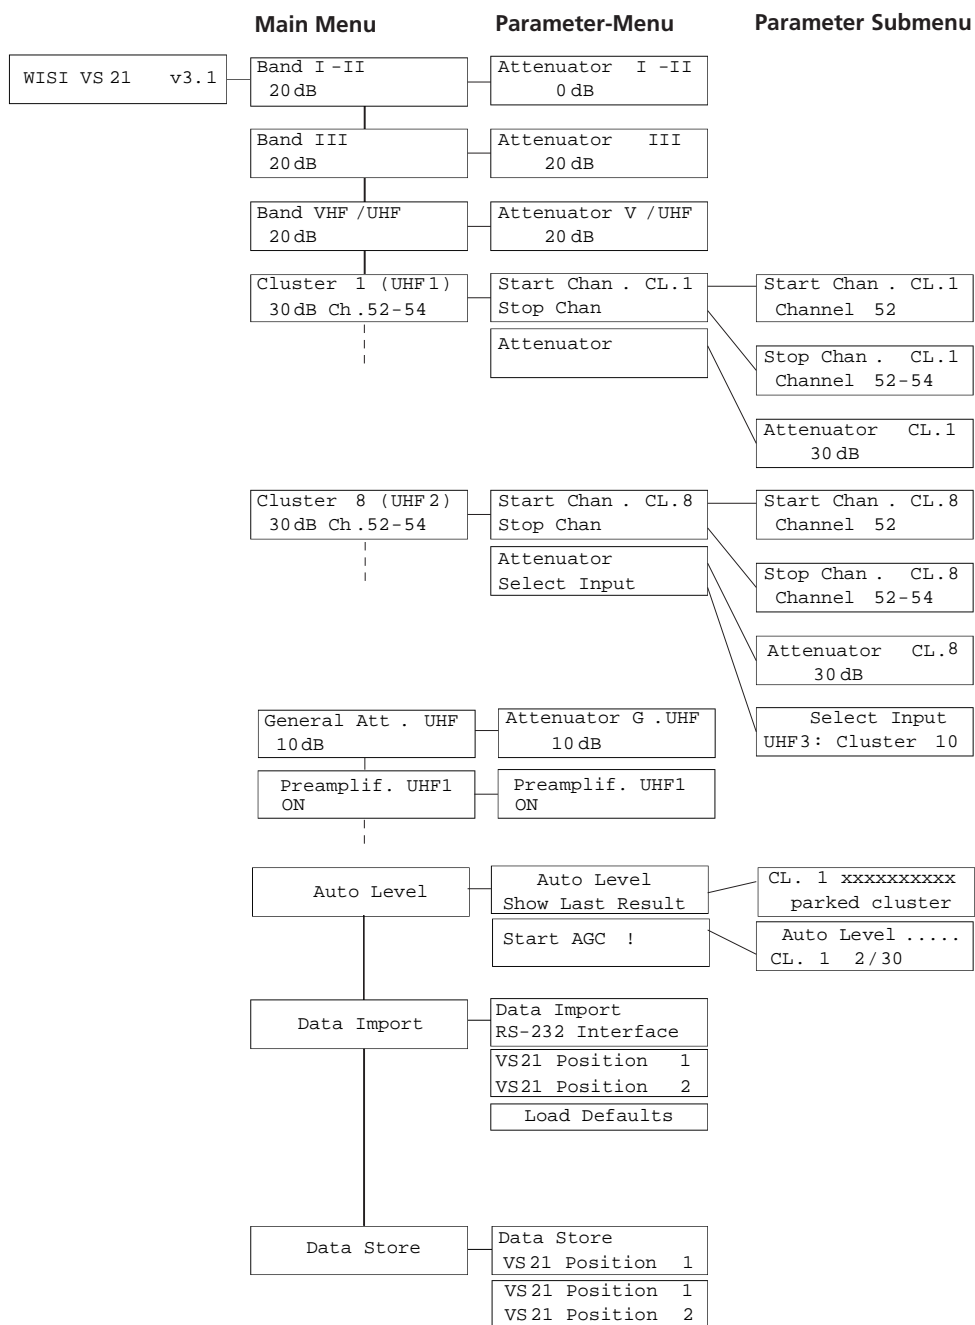 Main Menu Parameter-Menu Parameter Submenu
WISI VS 21 v3.1
Band I -II
20 dB
Attenuator I -II
0 dB
Band III
20 dB
Attenuator III
20 dB
Band VHF /UHF
20 dB
Attenuator V /UHF
20 dB
Cluster 1 (UHF1)
30 dB Ch .52-54
Start Chan . CL.1
Stop Chan
Attenuator
Start Chan . CL.1
Channel 52
Stop Chan . CL.1
Channel 52-54
Attenuator CL.1
30 dB
Cluster 8 (UHF2)
30 dB Ch .52-54
Start Chan . CL.8
Stop Chan
Attenuator
Select Input
Start Chan . CL.8
Channel 52
Stop Chan . CL.8
Channel 52-54
Attenuator CL.8
30 dB
Select Input
UHF3: Cluster 10
General Att . UHF
10 dB
Attenuator G .UHF
10 dB
Preamplif. UHF1
ON
Preamplif. UHF1
ON
Auto Level
Auto Level
Show Last Result
Start AGC !
CL. 1 xxxxxxxxxx
parked cluster
Auto Level .....
CL. 1 2/30
Data Import
Data Import
RS-232 Interface
VS21 Position 1
VS21 Position 2
Load Defaults
Data Store
Data Store
VS21 Position 1
VS21 Position 1
VS21 Position 2